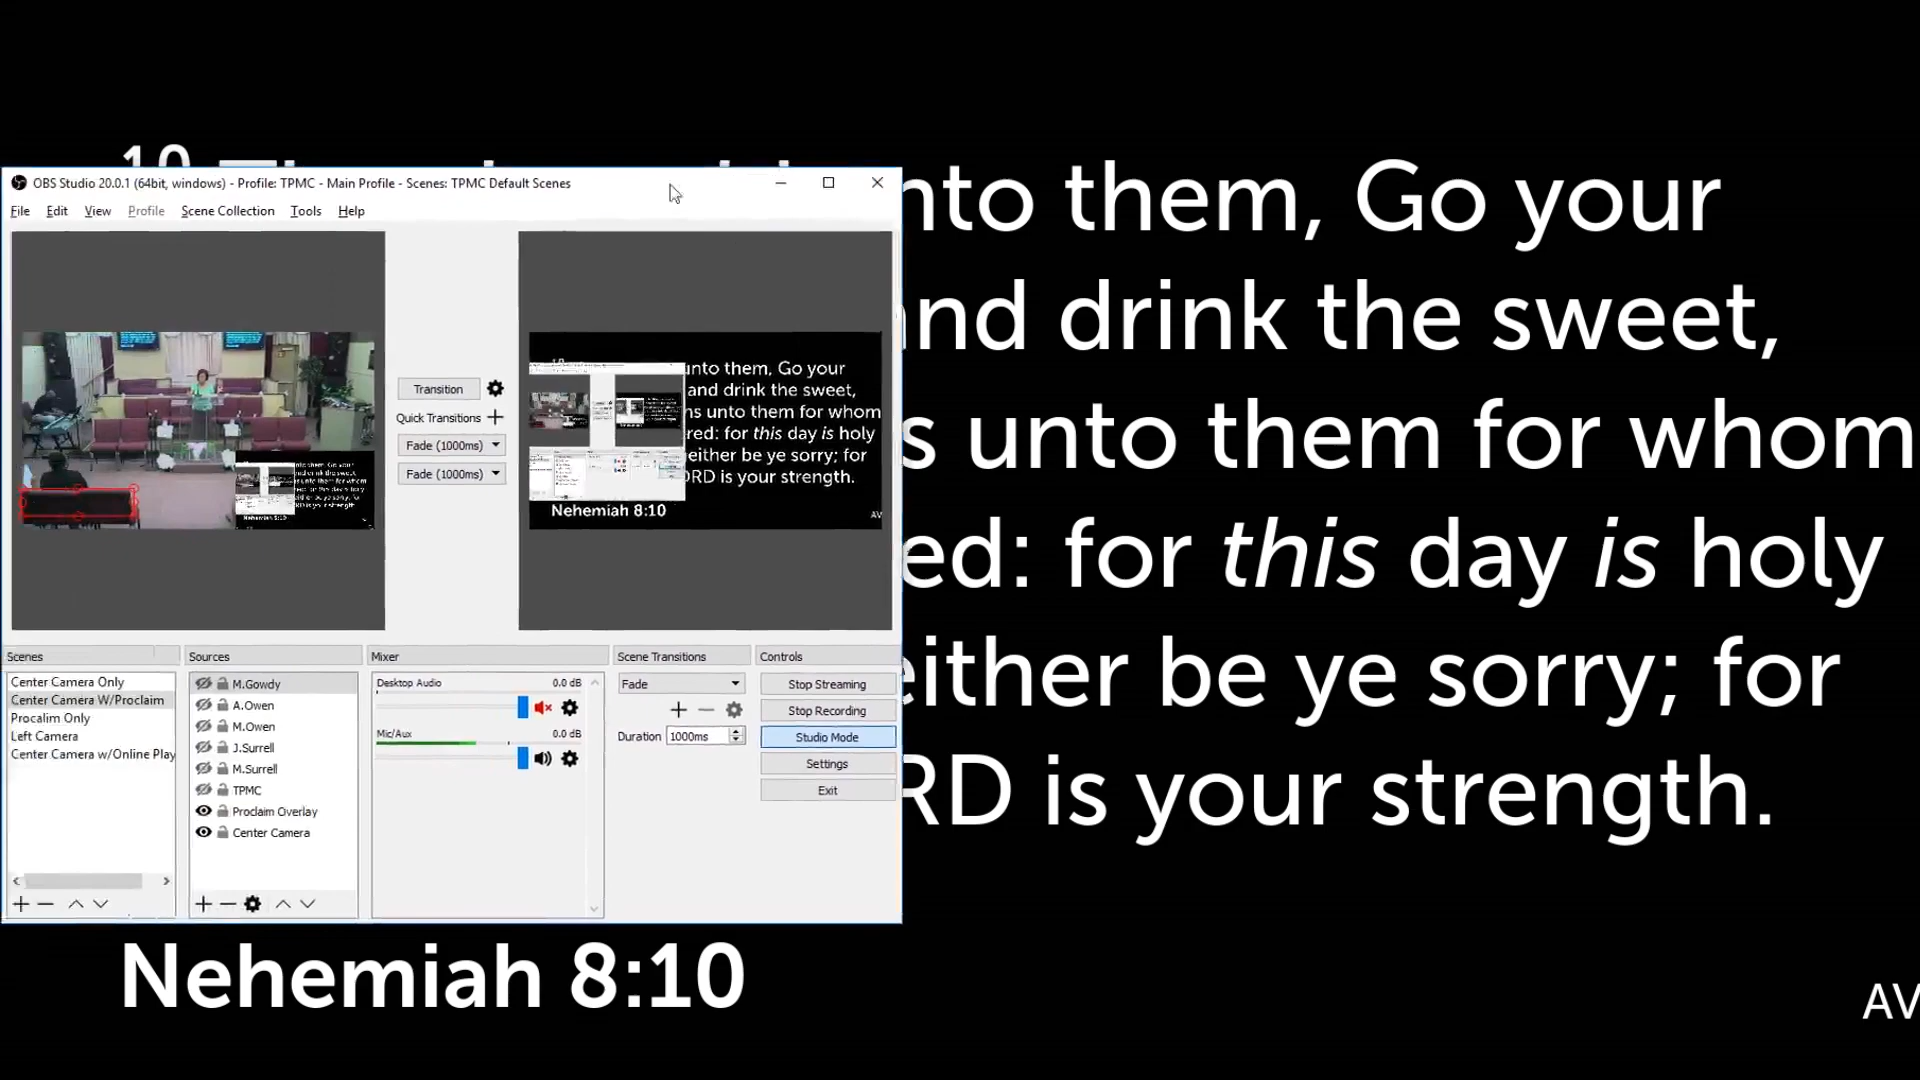 10
nto them, Go your
OBS Studio 20.0.1 (64bit, windows) - Profile: TPMC - Main Profile - Scenes: TPMC Default Scenes
File Edit View Profile Scene Collection Tools Help
nd drink the sweet,
s unto them for whom
ed: for this day is holy
either be ye sorry; for
RD is your strength.
unto them, Go your
and drink the sweet,
ns unto them for whom
red: for this day is holy
either be ye sorry; for
ORD is your strength.
Nehemiah 8:10
AV
Transition
Quick Transitions
Fade (1000ms)
Fade (1000ms)
Scenes
Center Camera Only
Center Camera W/Proclaim
Procalim Only
Left Camera
Center Camera w/Online Play
Sources
M.Gowdy
A.Owen
M.Owen
J.Surrell
M.Surrell
TPMC
Proclaim Overlay
Center Camera
Mixer
Desktop Audio 0.0 dB
Mic/Aux 0.0 dB
Scene Transitions
Fade
Duration 1000ms
Controls
Stop Streaming
Stop Recording
Studio Mode
Settings
Exit
Nehemiah 8:10
AV